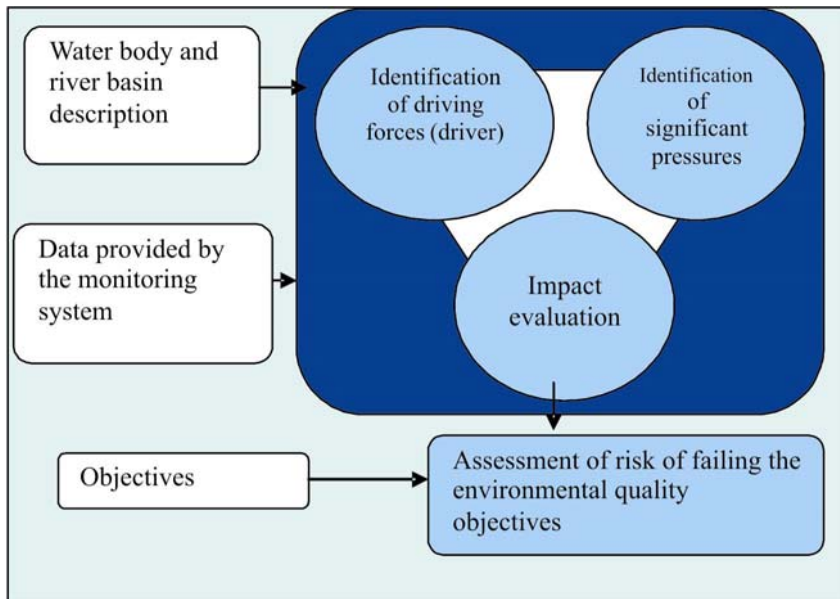 Water body and
river basin
description
Identification
of driving
forces (driver)
Identification
of
significant
pressures
Data provided by
the monitoring
system
Impact
evaluation
Objectives
Assessment of risk of failing the
environmental quality
objectives